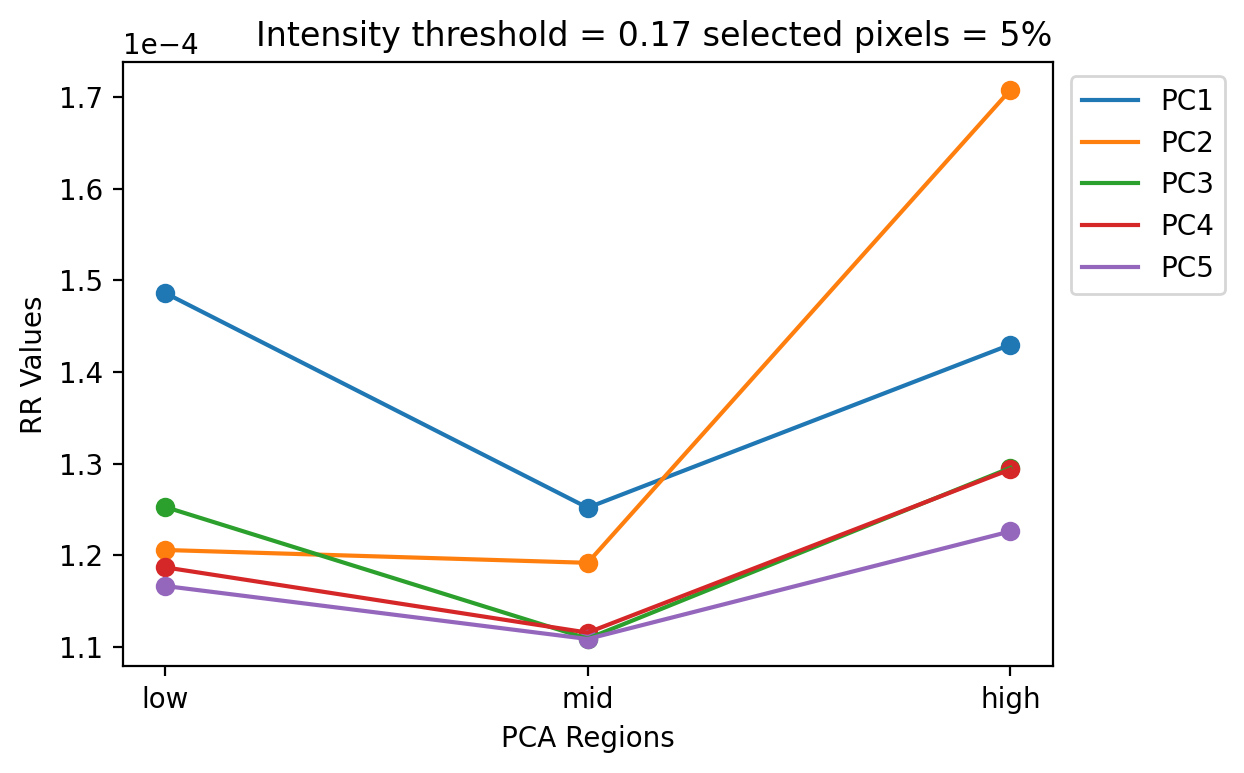 Intensity threshold = 0.17 selected pixels = 5%
1e−4
1.7
1.6
1.5
1.4
1.3
1.2
1.1
RR Values
low
mid
high
PCA Regions
PC1
PC2
PC3
PC4
PC5